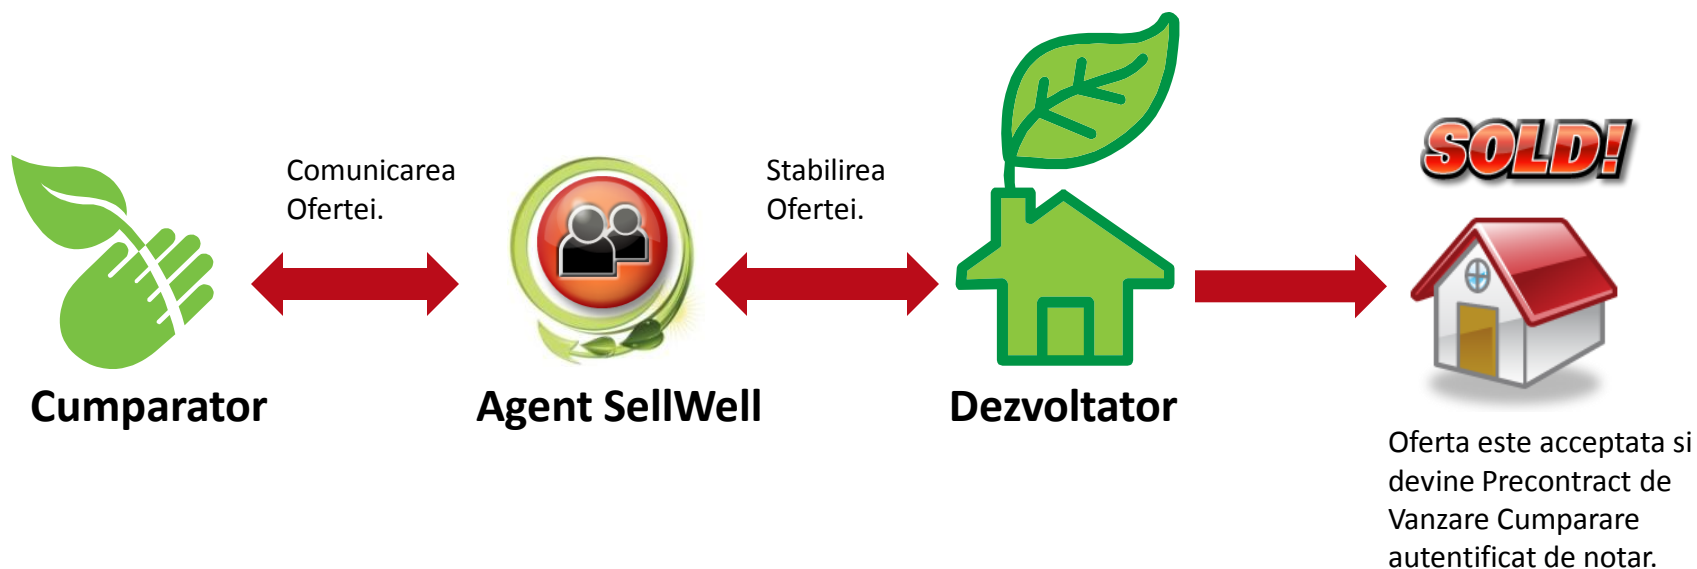 Comunicarea
Ofertei.
Stabilirea
Ofertei.
SOLD!
Cumparator
Agent SellWell
Dezvoltator
Oferta este acceptata si
devine Precontract de
Vanzare Cumparare
autentificat de notar.